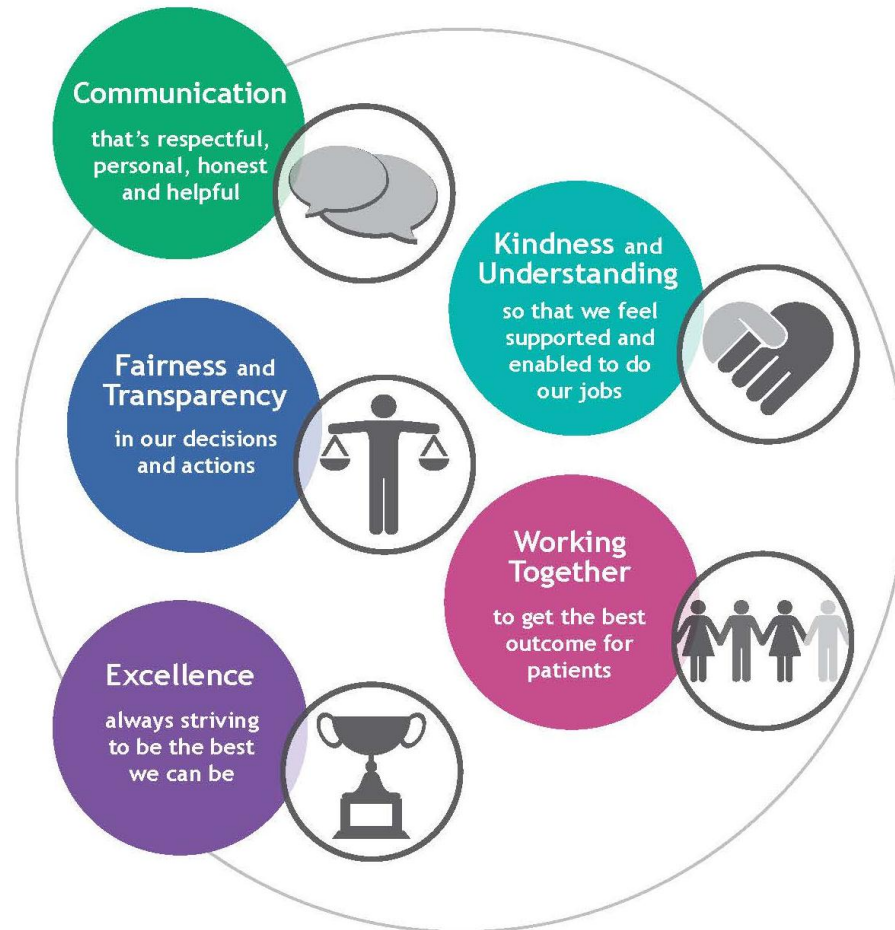 Communication
that's respectful,
personal, honest
and helpful
Kindness and
Understanding
so that we feel
supported and
enabled to do
our jobs
Fairness and
Transparency
in our decisions
and actions
Working
Together
to get the best
outcome for
patients
Excellence
always striving
to be the best
we can be